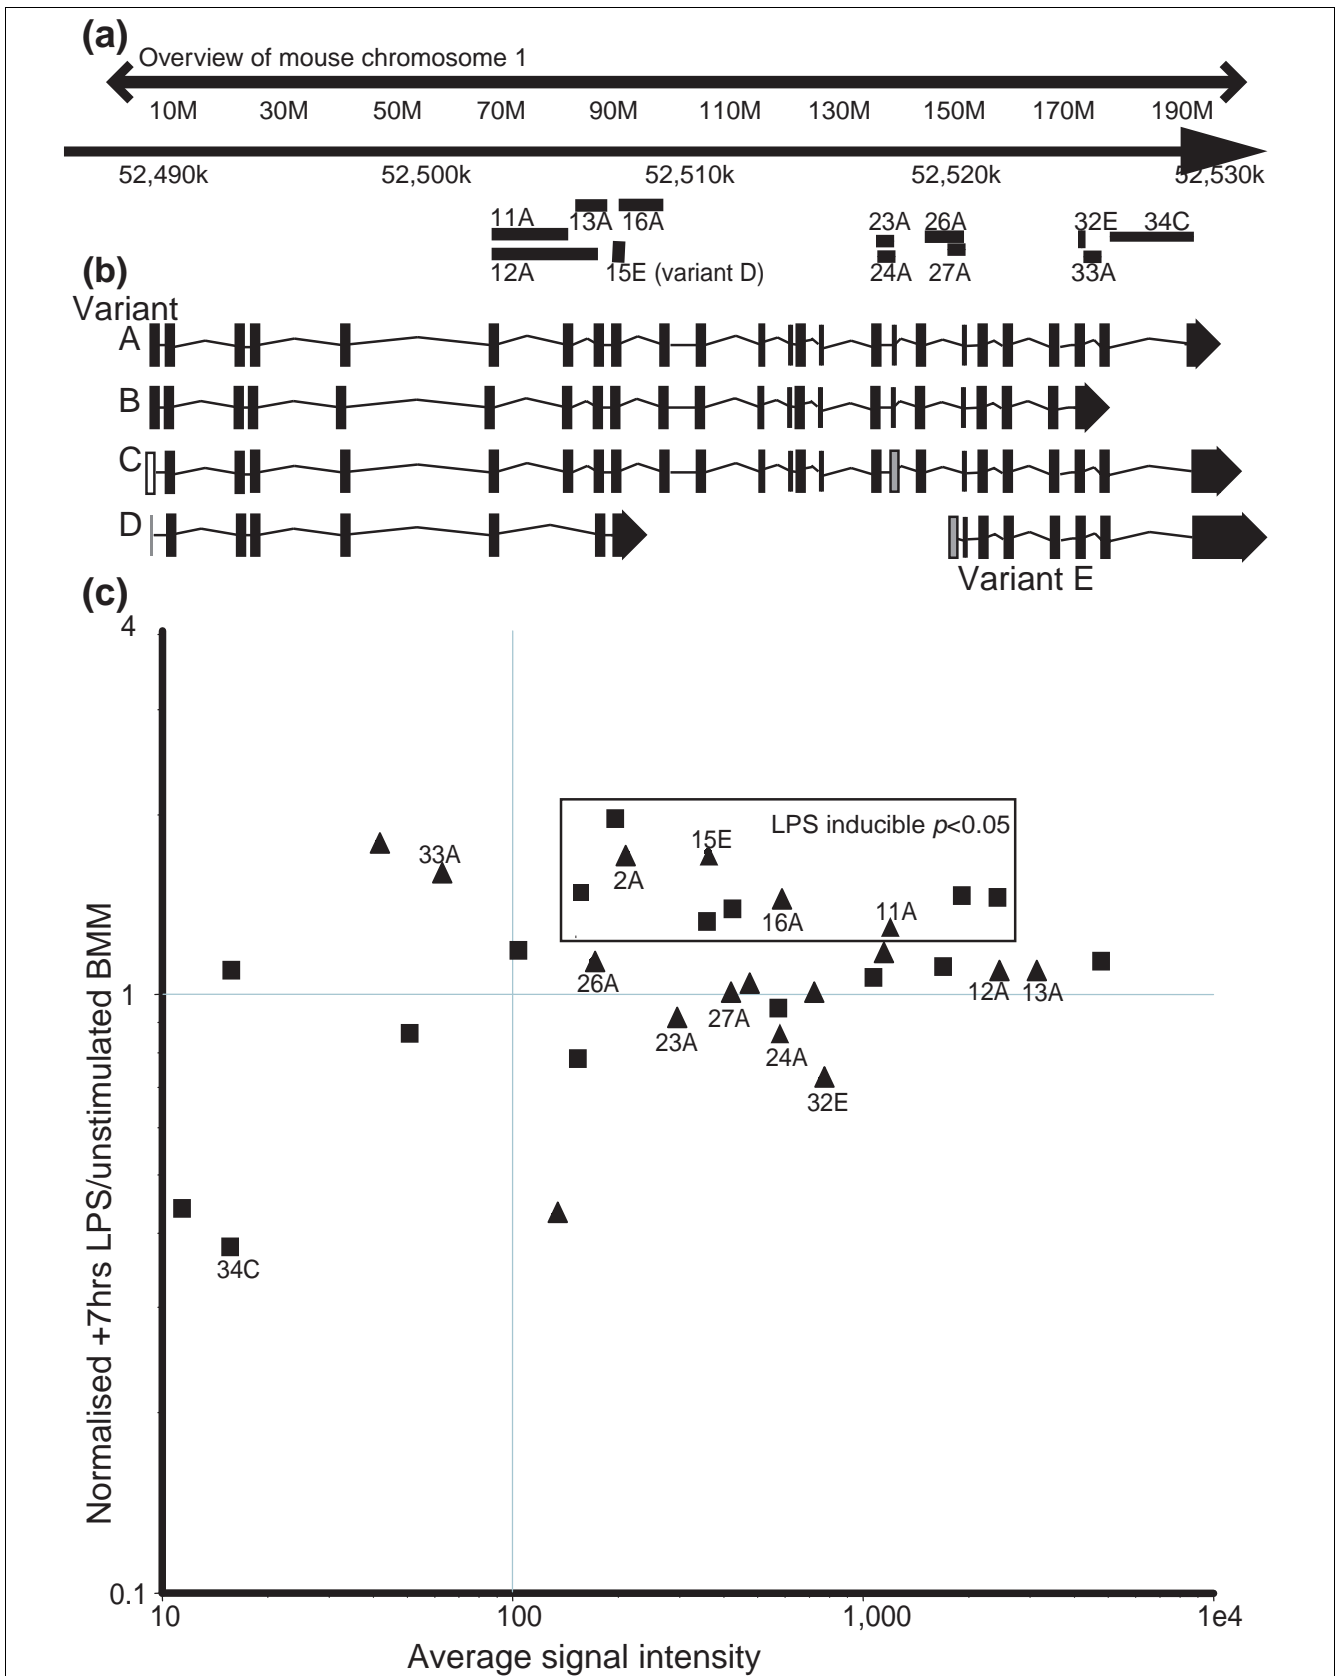 (a)
Overview of mouse chromosome 1
10M 30M 50M 70M 90M 110M 130M 150M 170M 190M
52,490k 52,500k 52,510k 52,520k 52,530k
11A 13A 16A 23A 26A 32E 34C
12A 15E (variant D) 24A 27A 33A
(b)
Variant
A
B
C
D
Variant E
(c)
4
LPS inducible p<0.05
15E
33A
2A
11A
16A
26A
12A 13A
1
27A
23A
24A
32E
34C
Normalised +7hrs LPS/unstimulated BMM
0.1
10 100 1,000 1e4
Average signal intensity